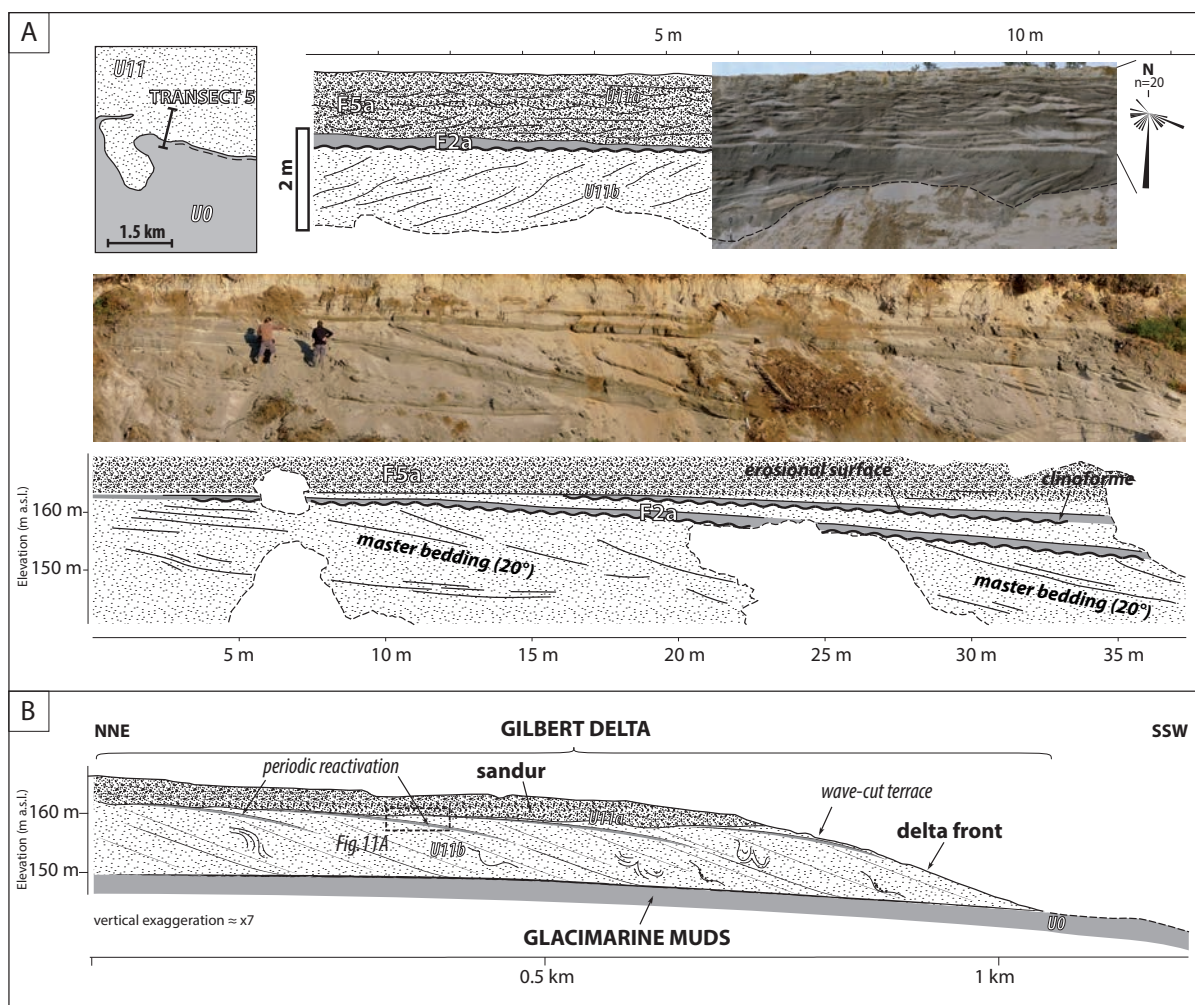 A
5 m
10 m
U11
TRANSECT 5
U0
1.5 km
2 m
F5a
U11a
F2a
U11b
N
n=20
Elevation (m a.s.l.)
160 m
150 m
F5a
erosional surface
clinoforme
F2a
master bedding (20°)
master bedding (20°)
5 m
10 m
15 m
20 m
25 m
30 m
35 m
B
NNE
GILBERT DELTA
SSW
Elevation (m a.s.l.)
160 m
150 m
periodic reactivation
sandur
wave-cut terrace
U11a
delta front
Fig.11A
U11b
vertical exaggeration ≈ x7
GLACIMARINE MUDS
U0
0.5 km
1 km